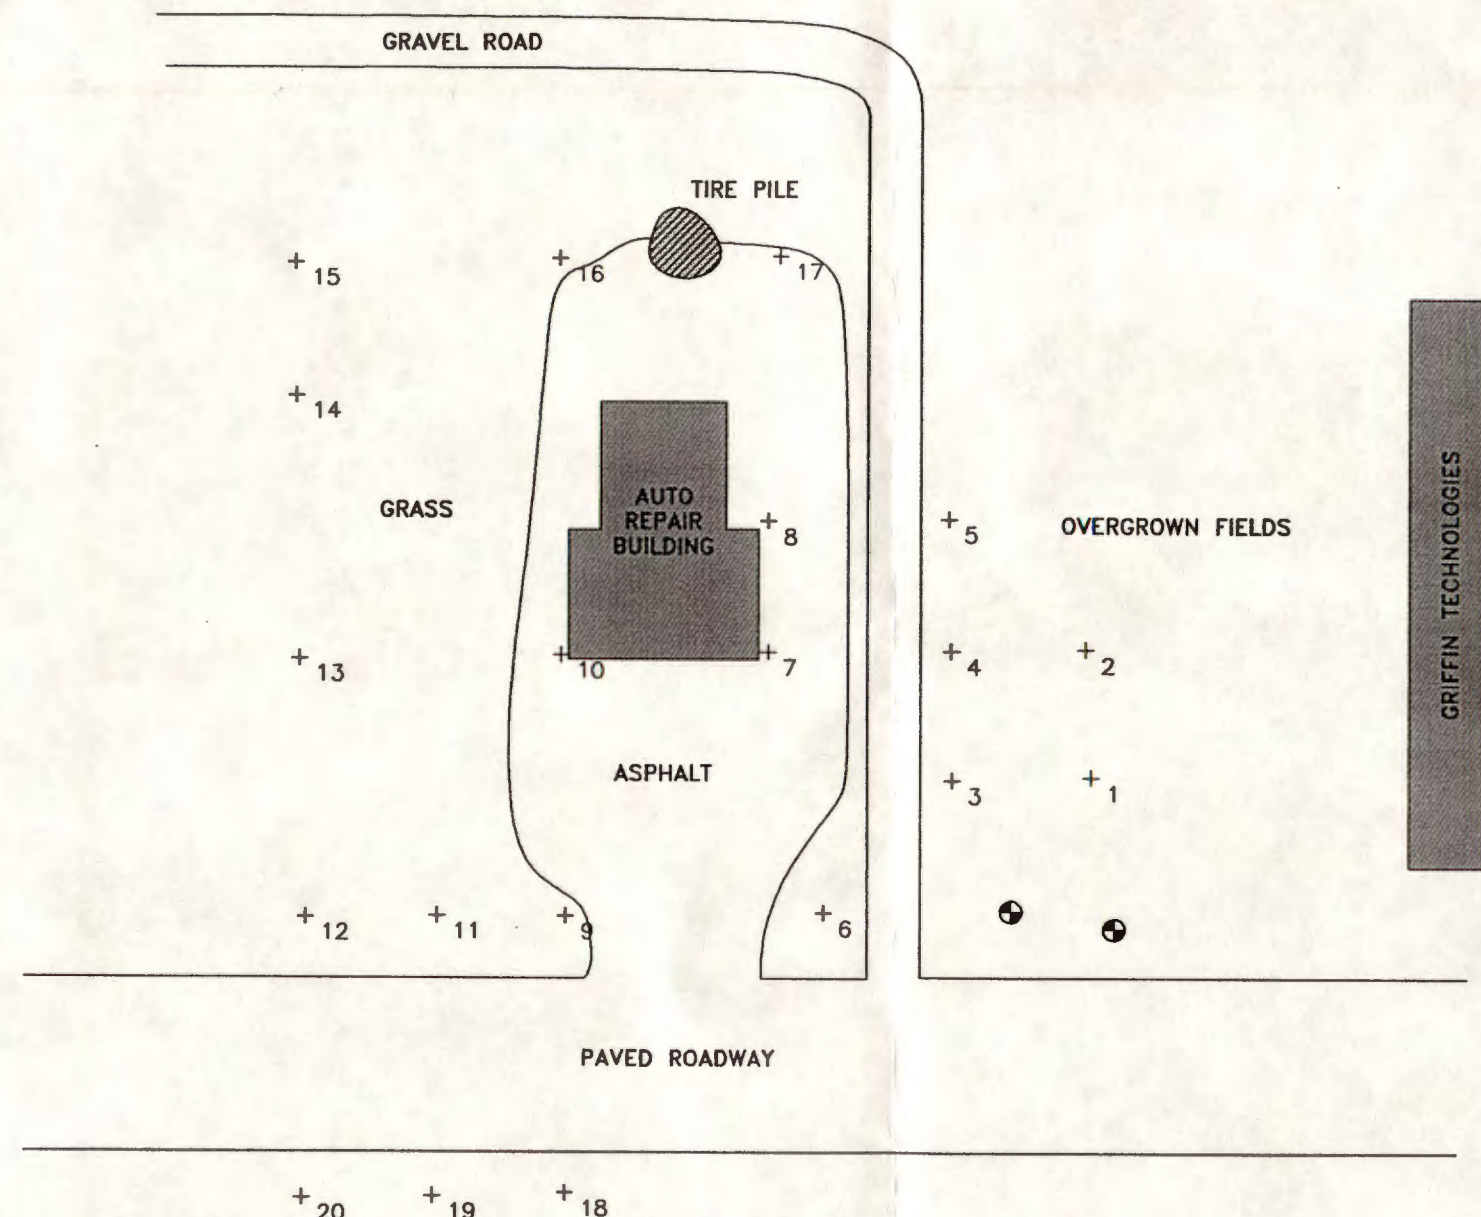 GRAVEL ROAD
TIRE PILE
15
16
17
14
GRASS
AUTO
REPAIR
BUILDING
8
5
OVERGROWN FIELDS
GRIFFIN TECHNOLOGIES
13
10
7
4
2
ASPHALT
3
1
12
11
9
6
PAVED ROADWAY
20
19
18